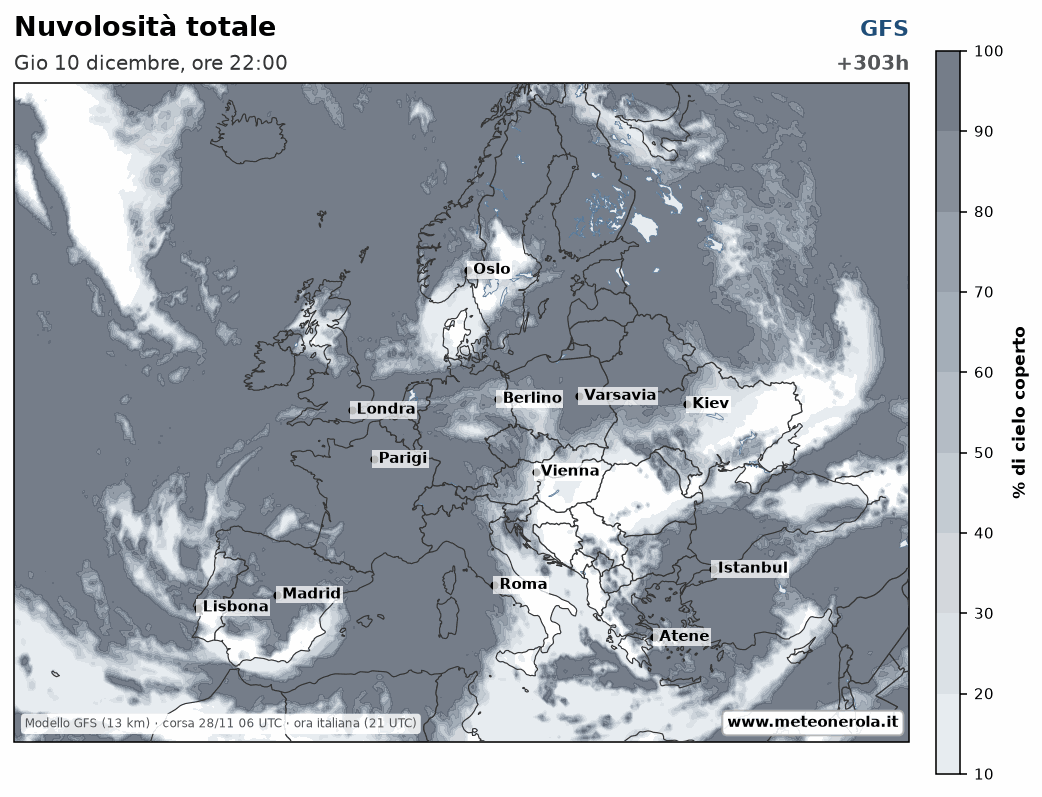 Nuvolosità totale
GFS
Gio 10 dicembre, ore 22:00
+303h
100
90
80
70
60
50
40
30
20
10
% di cielo coperto
Oslo
Londra
Berlino
Varsavia
Kiev
Parigi
Vienna
Istanbul
Roma
Madrid
Lisbona
Atene
Modello GFS (13 km) · corsa 28/11 06 UTC · ora italiana (21 UTC)
www.meteonerola.it